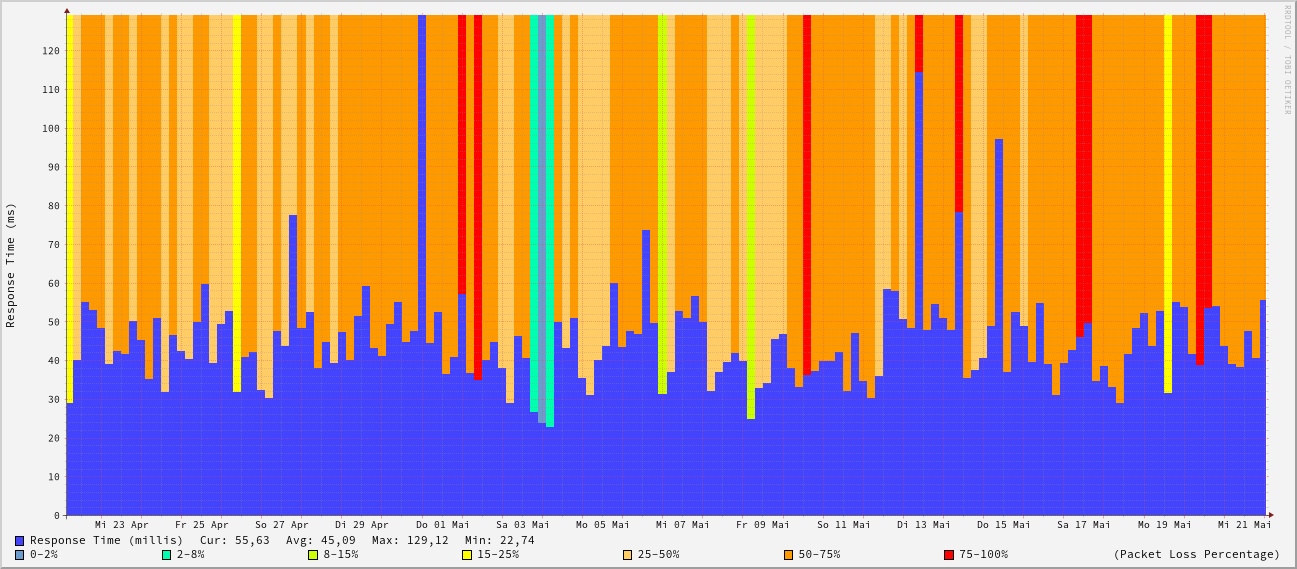 RRDTOOL / TOBI OETIKER
Response Time (ms)
120
110
100
90
80
70
60
50
40
30
20
10
0
Mi 23 Apr Fr 25 Apr So 27 Apr Di 29 Apr Do 01 Mai Sa 03 Mai Mo 05 Mai Mi 07 Mai Fr 09 Mai So 11 Mai Di 13 Mai Do 15 Mai Sa 17 Mai Mo 19 Mai Mi 21 Mai
Response Time (millis) Cur: 55,63 Avg: 45,09 Max: 129,12 Min: 22,74
0-2% 2-8% 8-15% 15-25% 25-50% 50-75% 75-100% (Packet Loss Percentage)